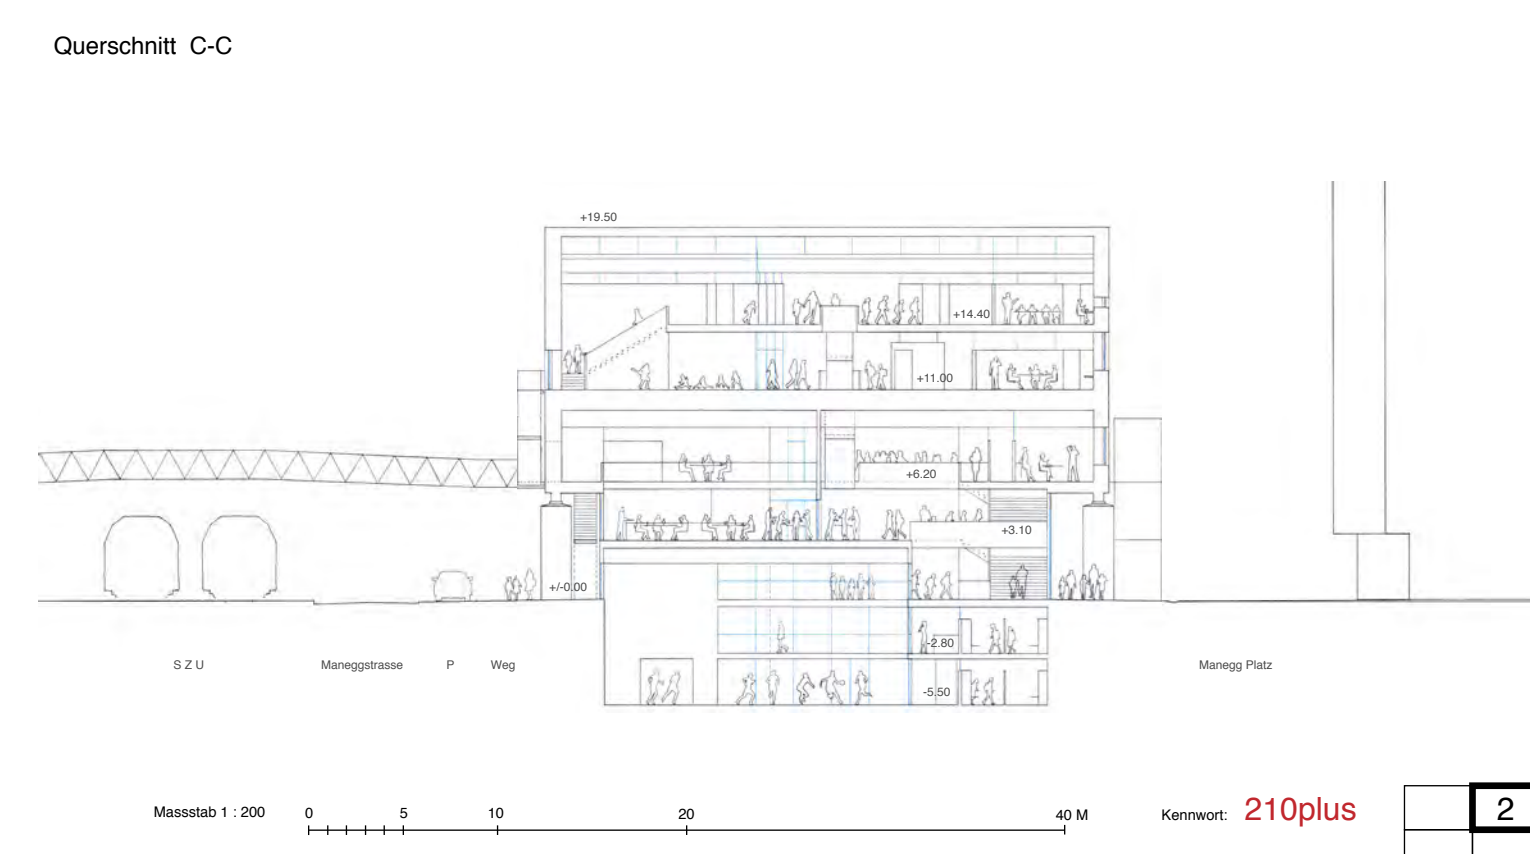 Querschnitt C-C
+19.50
+14.40
+11.00
+6.20
+3.10
+/-0.00
-2.80
-5.50
S Z U
Maneggstrasse
P
Weg
Manegg Platz
Massstab 1 : 200
0
5
10
20
40 M
Kennwort: 210plus
2